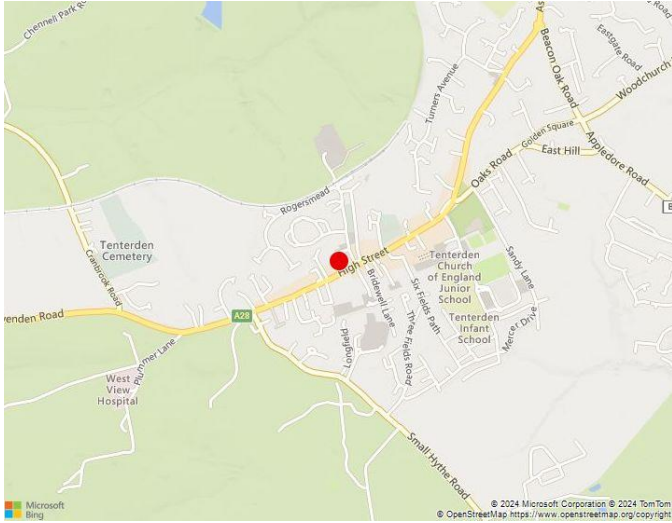 Chennell Park R
Eastgate Road
Beacon Oak Road
Woodchurch
Turners Avenue
Golden Square
East Hill
Appledore Road
Oaks Road
Rogersmead
Tenterden
Cemetery
Cranbrook Road
High Street
Tenterden
Church
of England
Junior
School
Sandy Lane
Bridewell Lane
Six Fields Path
A28
venden Road
Tenterden
Infant
School
Mercer Drive
Three Fields Road
Longfield
Plummer Lane
West
View
Hospital
Small Hythe Road
Microsoft
Bing
© 2024 Microsoft Corporation © 2024 TomTom
© OpenStreetMap https://www.openstreetmap.org/copyright